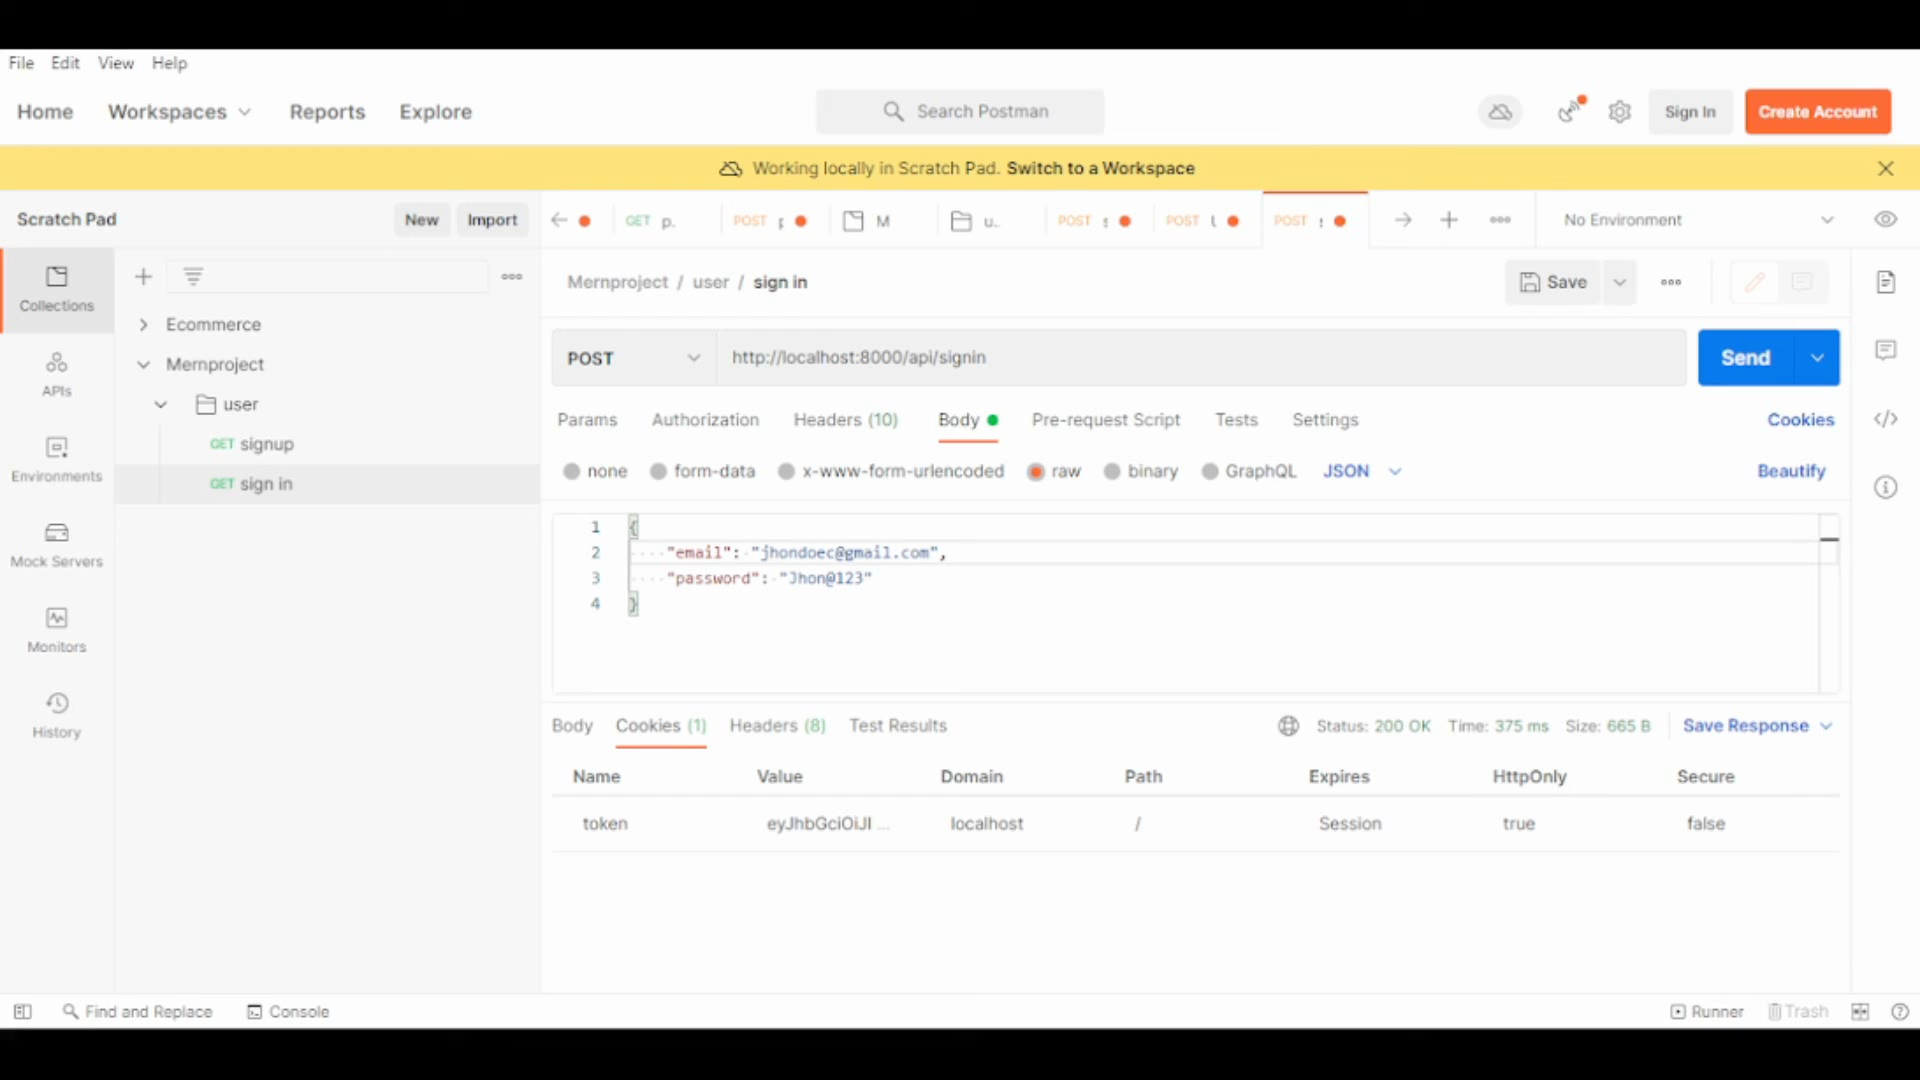 File Edit View Help
Home Workspaces Reports Explore Search Postman Sign In Create Account
Working locally in Scratch Pad. Switch to a Workspace
Scratch Pad New Import GET p. POST M u.. POST POST POST No Environment
Collections
APIs
Environments
Mock Servers
Monitors
History
Ecommerce
Mernproject
user
GET signup
GET sign in
Mernproject / user / sign in Save
POST http://localhost:8000/api/signin Send
Params Authorization Headers (10) Body Pre-request Script Tests Settings Cookies
none form-data x-www-form-urlencoded raw binary GraphQL JSON Beautify
1 {
2 "email": "jhondoec@gmail.com",
3 "password": "Jhon@123"
4 }
Body Cookies (1) Headers (8) Test Results Status: 200 OK Time: 375 ms Size: 665 B Save Response
Name Value Domain Path Expires HttpOnly Secure
token eyJhbGciOiJI ... localhost / Session true false
Find and Replace Console Runner Trash